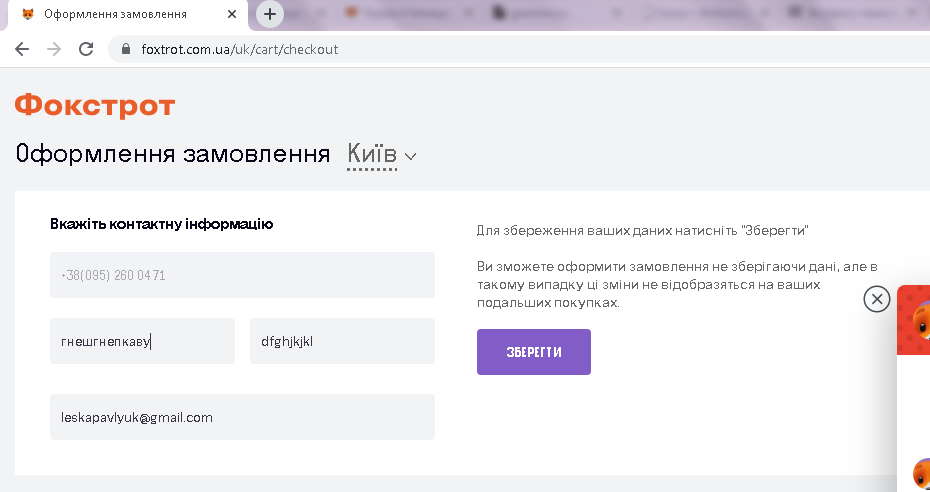 Оформлення замовлення
foxtrot.com.ua/uk/cart/checkout
Фокстрот
Оформлення замовлення Київ
Вкажіть контактну інформацію
+38(095) 260 0471
гнешгнепкаву dfghjkjkl
leskapavlyuk@gmail.com
Для збереження ваших даних натисніть "Зберегти"
Ви зможете оформити замовлення не зберігаючи дані, але в
такому випадку ці зміни не відобразяться на ваших
подальших покупках.
ЗБЕРЕГТИ